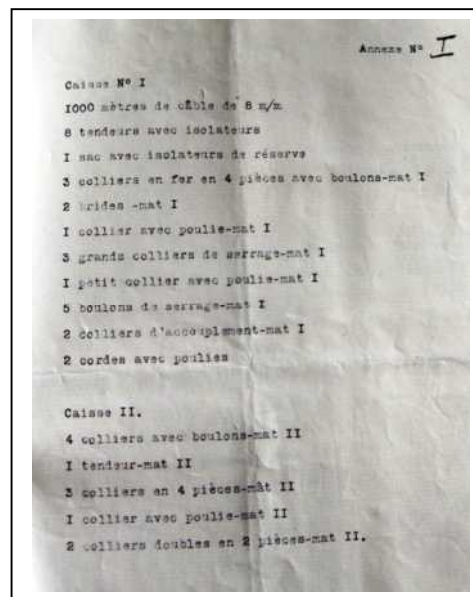 Annexe Nº I
Caisse Nº I
1000 mètres de câble de 8 m/m
8 tendeurs avec isolateurs
I sac avec isolateurs de réserve
3 colliers en fer en 4 pièces avec boulons-mat I
2 brides -mat I
I collier avec poulie-mat I
3 grands colliers de serrage-mat I
I petit collier avec poulie-mat I
5 boulons de serrage-mat I
2 colliers d'accouplement-mat I
2 cordes avec poulies
Caisse II.
4 colliers avec boulons-mat II
I tendeur-mat II
3 colliers en 4 pièces-mât II
I collier avec poulie-mat II
2 colliers doubles en 2 pièces-mat II.